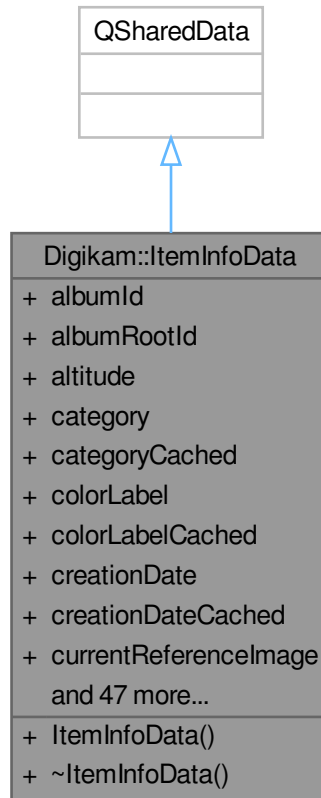 QSharedData
Digikam::ItemInfoData
+ albumId
+ albumRootId
+ altitude
+ category
+ categoryCached
+ colorLabel
+ colorLabelCached
+ creationDate
+ creationDateCached
+ currentReferenceImage
and 47 more...
+ ItemInfoData()
+ ~ItemInfoData()